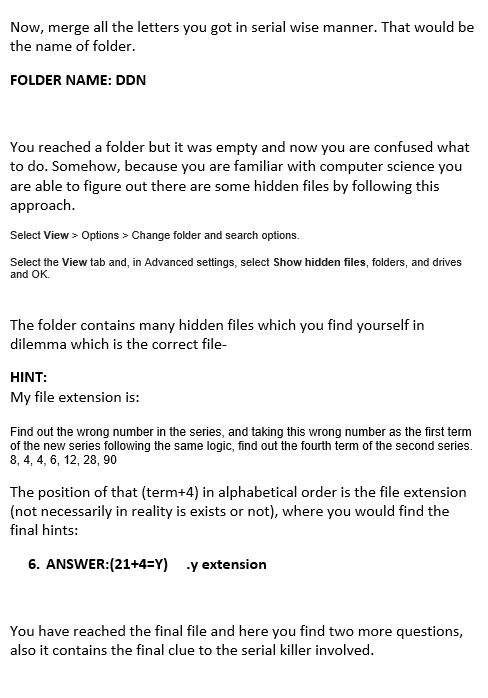 Now, merge all the letters you got in serial wise manner. That would be
the name of folder.
FOLDER NAME: DDN
You reached a folder but it was empty and now you are confused what
to do. Somehow, because you are familiar with computer science you
are able to figure out there are some hidden files by following this
approach.
Select View > Options > Change folder and search options.
Select the View tab and, in Advanced settings, select Show hidden files, folders, and drives
and OK.
The folder contains many hidden files which you find yourself in
dilemma which is the correct file-
HINT:
My file extension is:
Find out the wrong number in the series, and taking this wrong number as the first term
of the new series following the same logic, find out the fourth term of the second series.
8, 4, 4, 6, 12, 28, 90
The position of that (term+4) in alphabetical order is the file extension
(not necessarily in reality is exists or not), where you would find the
final hints:
6. ANSWER:(21+4=Y) .y extension
You have reached the final file and here you find two more questions,
also it contains the final clue to the serial killer involved.